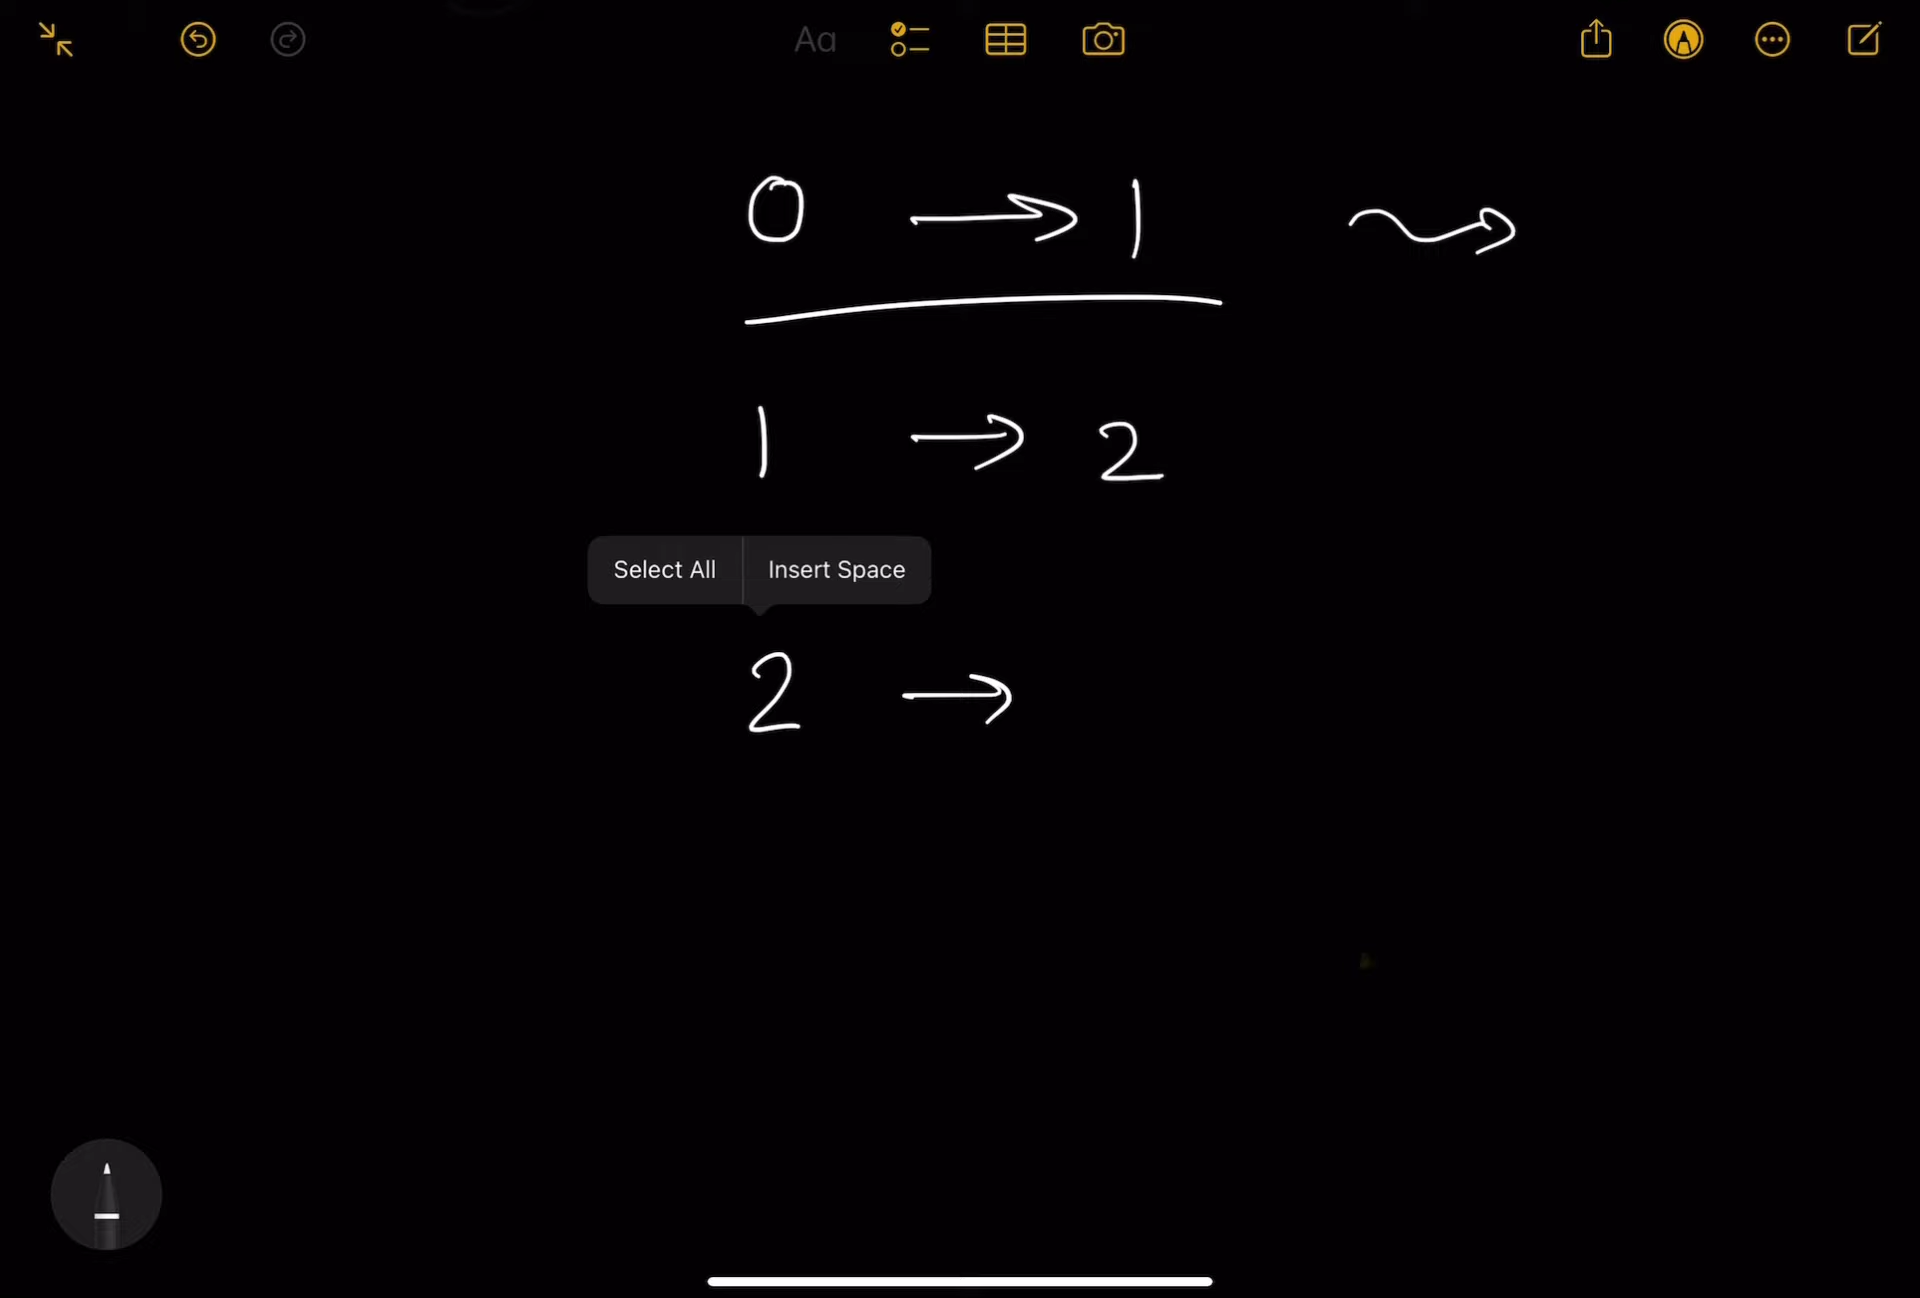 Aa
0 → 1 ⇝
1 → 2
Select All Insert Space
2 →